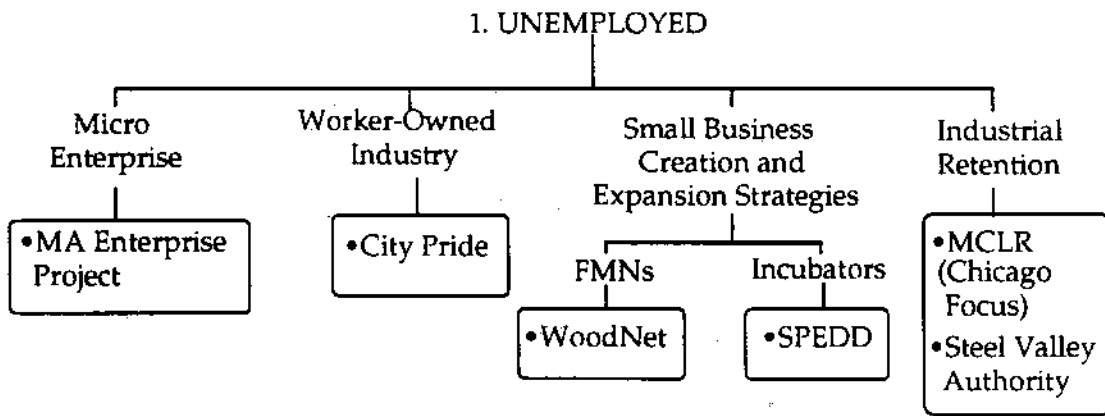 1. UNEMPLOYED
Micro
Enterprise
•MA Enterprise
Project
Worker-Owned
Industry
•City Pride
Small Business
Creation and
Expansion Strategies
FMNs
•WoodNet
Incubators
•SPEDD
Industrial
Retention
•MCLR
(Chicago
Focus)
•Steel Valley
Authority